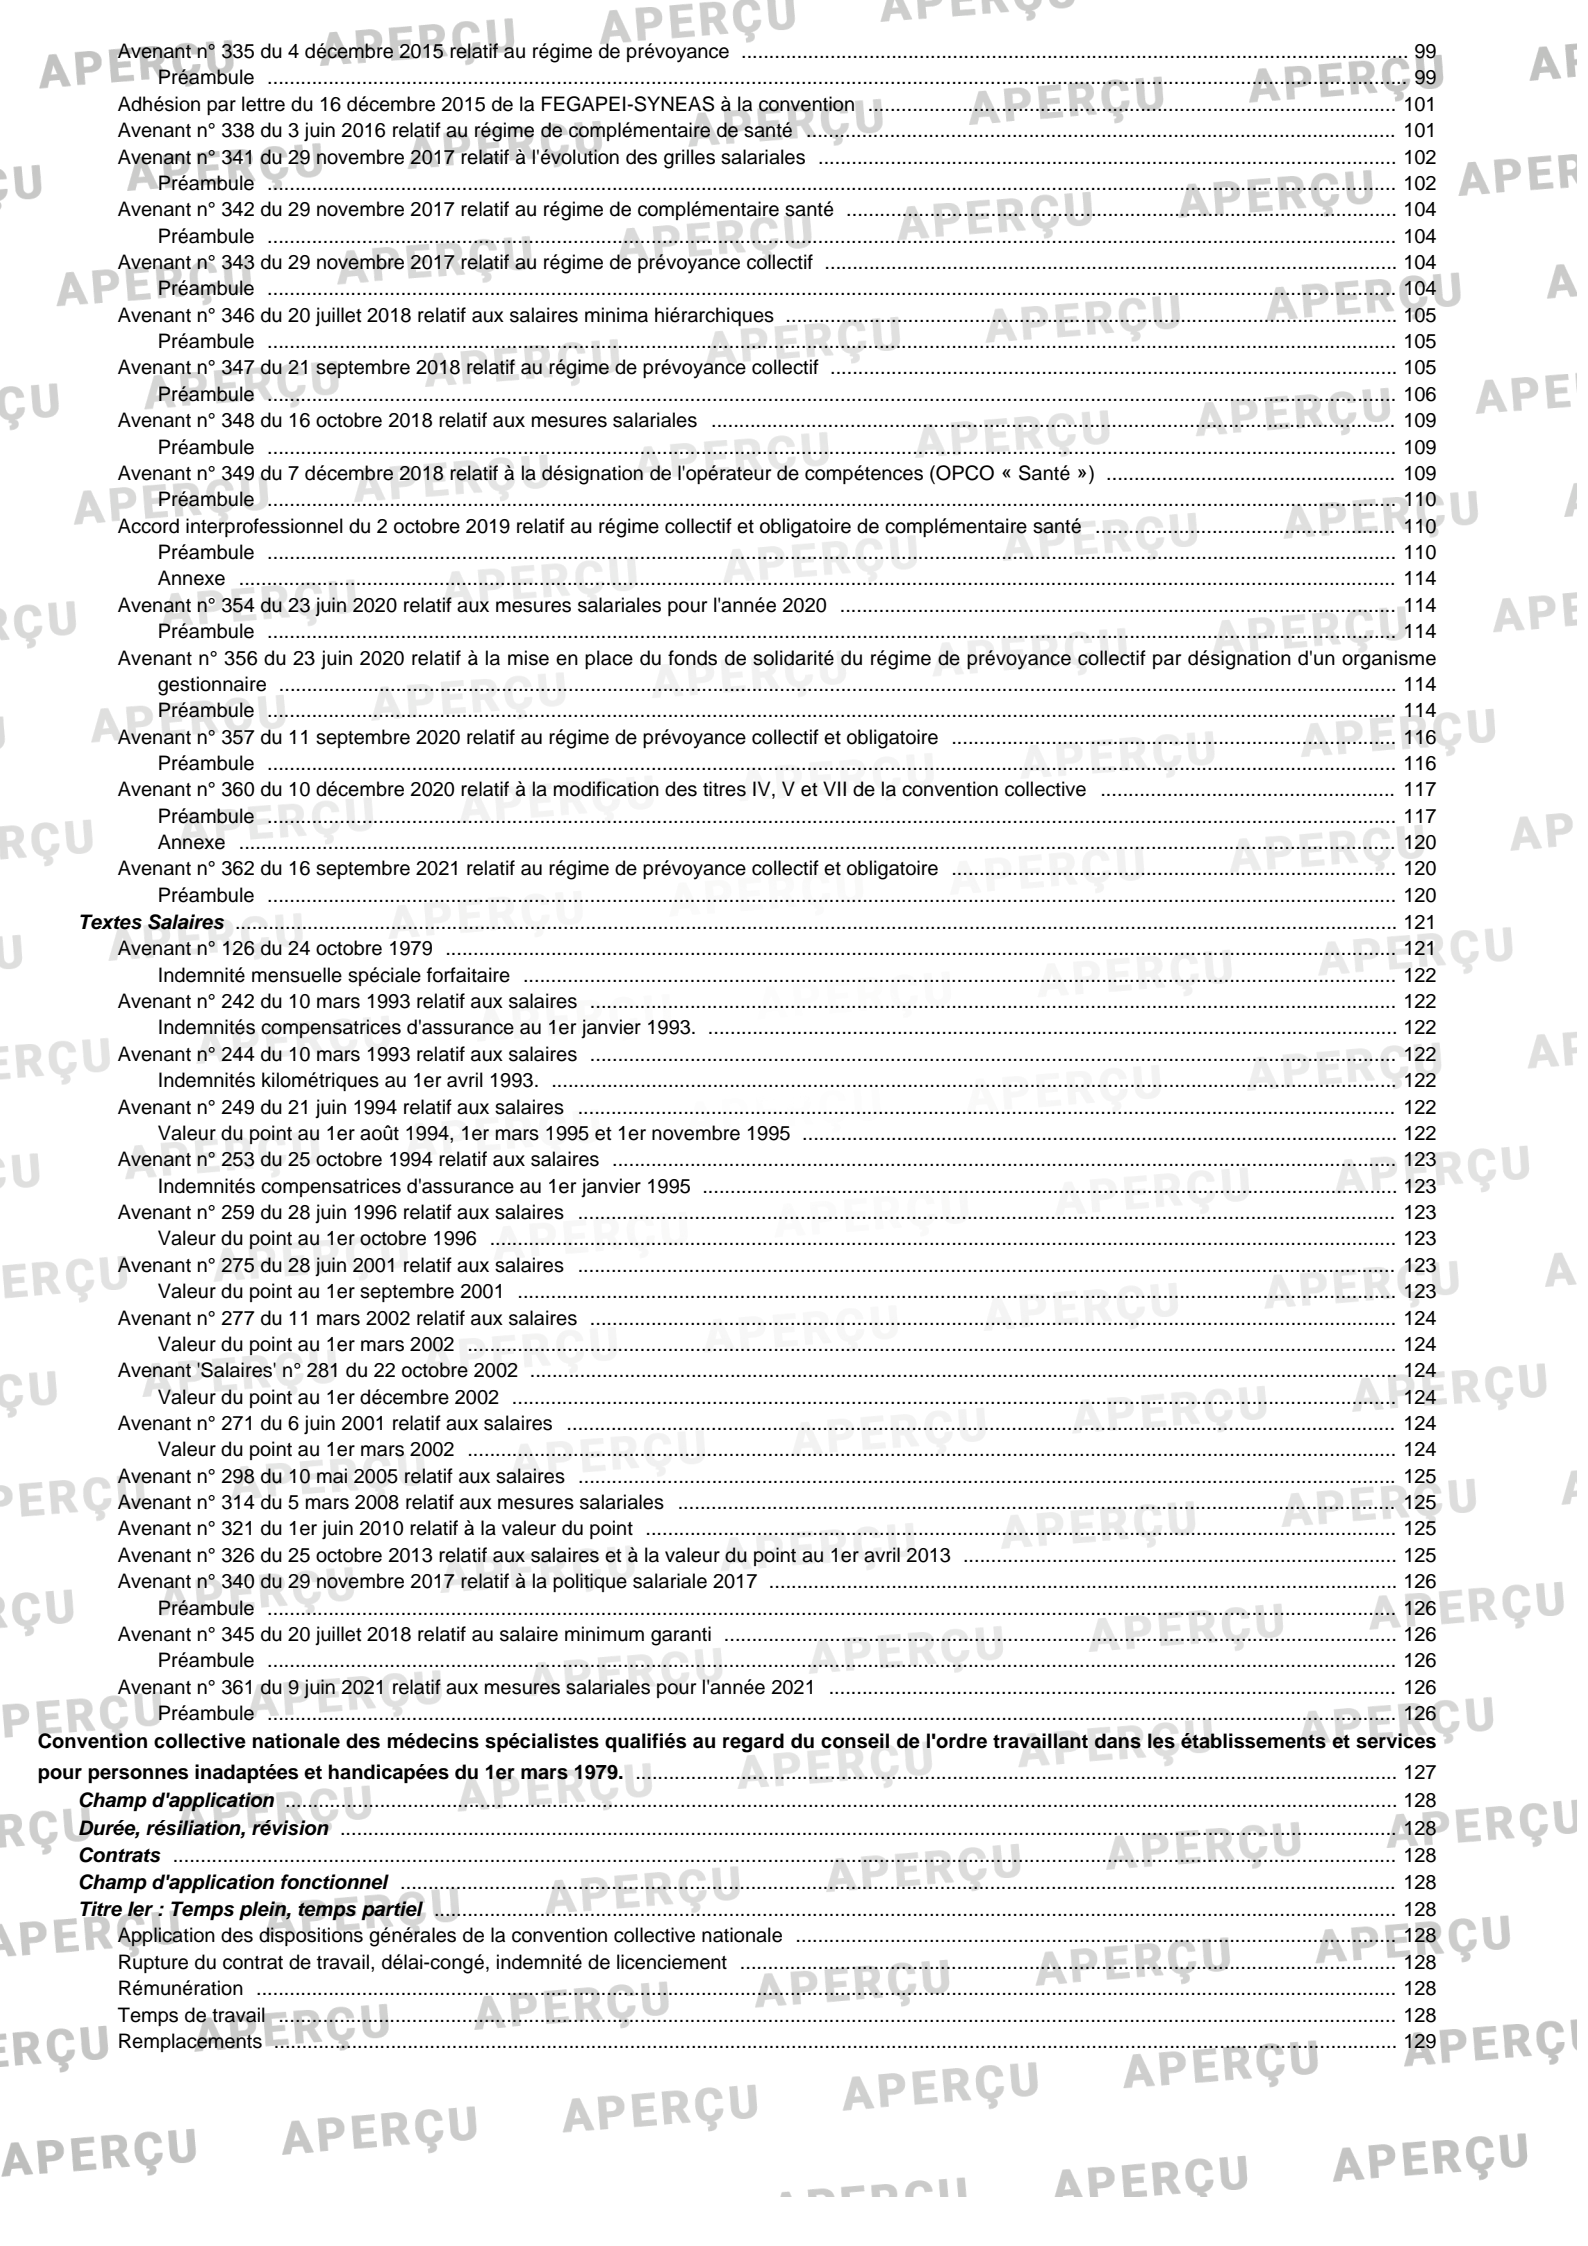 Avenant n° 335 du 4 décembre 2015 relatif au régime de prévoyance ........ 99
Préambule ........ 99
Adhésion par lettre du 16 décembre 2015 de la FEGAPEI-SYNEAS à la convention ........ 101
Avenant n° 338 du 3 juin 2016 relatif au régime de complémentaire de santé ........ 101
Avenant n° 341 du 29 novembre 2017 relatif à l'évolution des grilles salariales ........ 102
Préambule ........ 102
Avenant n° 342 du 29 novembre 2017 relatif au régime de complémentaire santé ........ 104
Préambule ........ 104
Avenant n° 343 du 29 novembre 2017 relatif au régime de prévoyance collectif ........ 104
Préambule ........ 104
Avenant n° 346 du 20 juillet 2018 relatif aux salaires minima hiérarchiques ........ 105
Préambule ........ 105
Avenant n° 347 du 21 septembre 2018 relatif au régime de prévoyance collectif ........ 105
Préambule ........ 106
Avenant n° 348 du 16 octobre 2018 relatif aux mesures salariales ........ 109
Préambule ........ 109
Avenant n° 349 du 7 décembre 2018 relatif à la désignation de l'opérateur de compétences (OPCO « Santé ») ........ 109
Préambule ........ 110
Accord interprofessionnel du 2 octobre 2019 relatif au régime collectif et obligatoire de complémentaire santé ........ 110
Préambule ........ 110
Annexe ........ 114
Avenant n° 354 du 23 juin 2020 relatif aux mesures salariales pour l'année 2020 ........ 114
Préambule ........ 114
Avenant n° 356 du 23 juin 2020 relatif à la mise en place du fonds de solidarité du régime de prévoyance collectif par désignation d'un organisme
gestionnaire ........ 114
Préambule ........ 114
Avenant n° 357 du 11 septembre 2020 relatif au régime de prévoyance collectif et obligatoire ........ 116
Préambule ........ 116
Avenant n° 360 du 10 décembre 2020 relatif à la modification des titres IV, V et VII de la convention collective ........ 117
Préambule ........ 117
Annexe ........ 120
Avenant n° 362 du 16 septembre 2021 relatif au régime de prévoyance collectif et obligatoire ........ 120
Préambule ........ 120
Textes Salaires ........ 121
Avenant n° 126 du 24 octobre 1979 ........ 121
Indemnité mensuelle spéciale forfaitaire ........ 122
Avenant n° 242 du 10 mars 1993 relatif aux salaires ........ 122
Indemnités compensatrices d'assurance au 1er janvier 1993. ........ 122
Avenant n° 244 du 10 mars 1993 relatif aux salaires ........ 122
Indemnités kilométriques au 1er avril 1993. ........ 122
Avenant n° 249 du 21 juin 1994 relatif aux salaires ........ 122
Valeur du point au 1er août 1994, 1er mars 1995 et 1er novembre 1995 ........ 122
Avenant n° 253 du 25 octobre 1994 relatif aux salaires ........ 123
Indemnités compensatrices d'assurance au 1er janvier 1995 ........ 123
Avenant n° 259 du 28 juin 1996 relatif aux salaires ........ 123
Valeur du point au 1er octobre 1996 ........ 123
Avenant n° 275 du 28 juin 2001 relatif aux salaires ........ 123
Valeur du point au 1er septembre 2001 ........ 123
Avenant n° 277 du 11 mars 2002 relatif aux salaires ........ 124
Valeur du point au 1er mars 2002 ........ 124
Avenant 'Salaires' n° 281 du 22 octobre 2002 ........ 124
Valeur du point au 1er décembre 2002 ........ 124
Avenant n° 271 du 6 juin 2001 relatif aux salaires ........ 124
Valeur du point au 1er mars 2002 ........ 124
Avenant n° 298 du 10 mai 2005 relatif aux salaires ........ 125
Avenant n° 314 du 5 mars 2008 relatif aux mesures salariales ........ 125
Avenant n° 321 du 1er juin 2010 relatif à la valeur du point ........ 125
Avenant n° 326 du 25 octobre 2013 relatif aux salaires et à la valeur du point au 1er avril 2013 ........ 125
Avenant n° 340 du 29 novembre 2017 relatif à la politique salariale 2017 ........ 126
Préambule ........ 126
Avenant n° 345 du 20 juillet 2018 relatif au salaire minimum garanti ........ 126
Préambule ........ 126
Avenant n° 361 du 9 juin 2021 relatif aux mesures salariales pour l'année 2021 ........ 126
Préambule ........ 126
Convention collective nationale des médecins spécialistes qualifiés au regard du conseil de l'ordre travaillant dans les établissements et services
pour personnes inadaptées et handicapées du 1er mars 1979. ........ 127
Champ d'application ........ 128
Durée, résiliation, révision ........ 128
Contrats ........ 128
Champ d'application fonctionnel ........ 128
Titre Ier : Temps plein, temps partiel ........ 128
Application des dispositions générales de la convention collective nationale ........ 128
Rupture du contrat de travail, délai-congé, indemnité de licenciement ........ 128
Rémunération ........ 128
Temps de travail ........ 128
Remplacements ........ 129
APERÇU